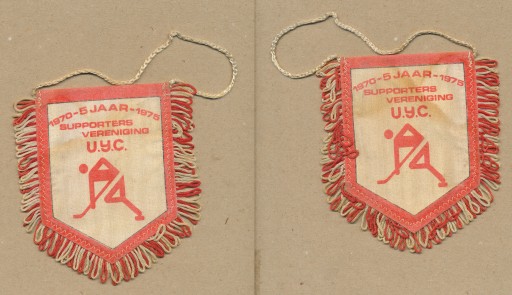 1970-5 JAAR-1975
SUPPORTERS
VERENIGING
U.Y.C.
1970-5 JAAR-1975
SUPPORTERS
VERENIGING
U.Y.C.